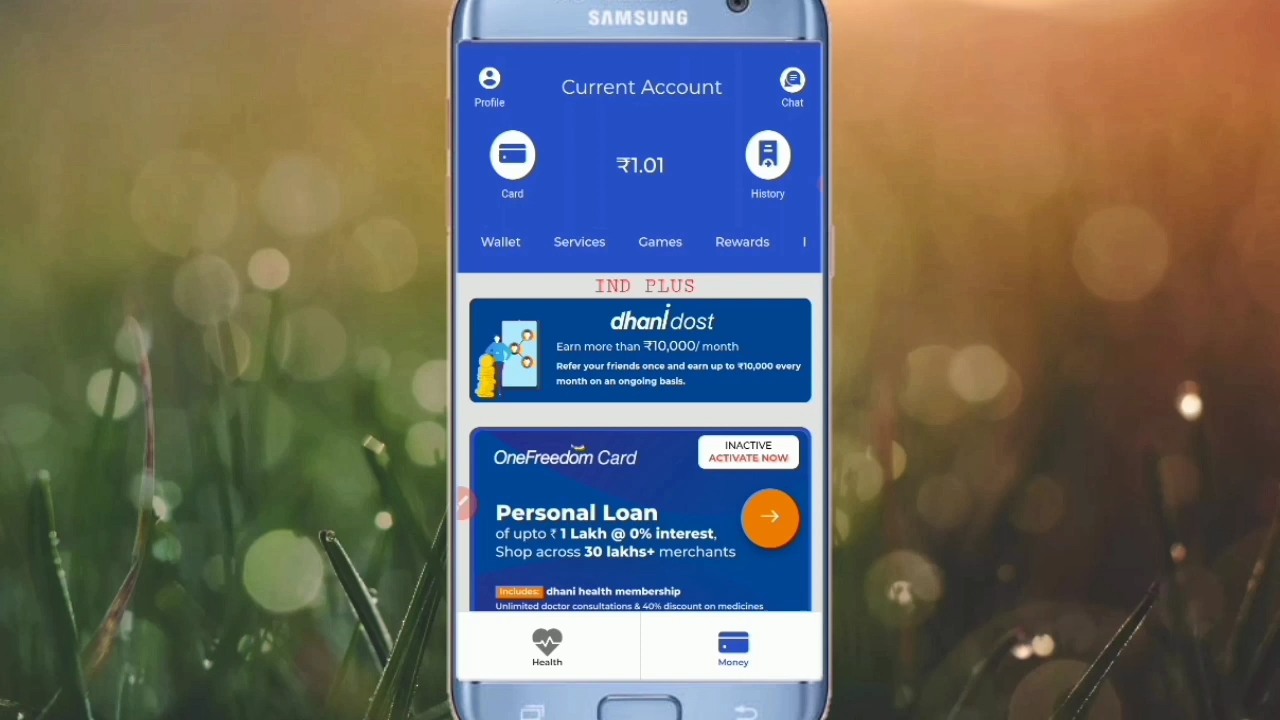 SAMSUNG
Current Account
Profile
Chat
₹1.01
Card
History
Wallet Services Games Rewards
IND PLUS
dhani dost
Earn more than ₹10,000/ month
Refer your friends once and earn up to ₹10,000 every
month on an ongoing basis.
INACTIVE
ACTIVATE NOW
OneFreedom Card
Personal Loan
of upto ₹ 1 Lakh @ 0% interest,
Shop across 30 lakhs+ merchants
Includes: dhani health membership
Unlimited doctor consultations & 40% discount on medicines
Health
Money